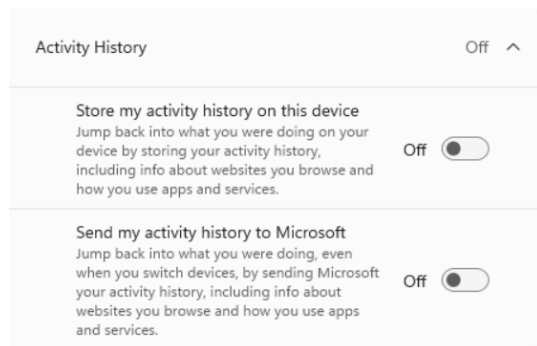 Activity History Off
Store my activity history on this device
Jump back into what you were doing on your
device by storing your activity history,
including info about websites you browse and
how you use apps and services.
Off
Send my activity history to Microsoft
Jump back into what you were doing, even
when you switch devices, by sending Microsoft
your activity history, including info about
websites you browse and how you use apps
and services.
Off